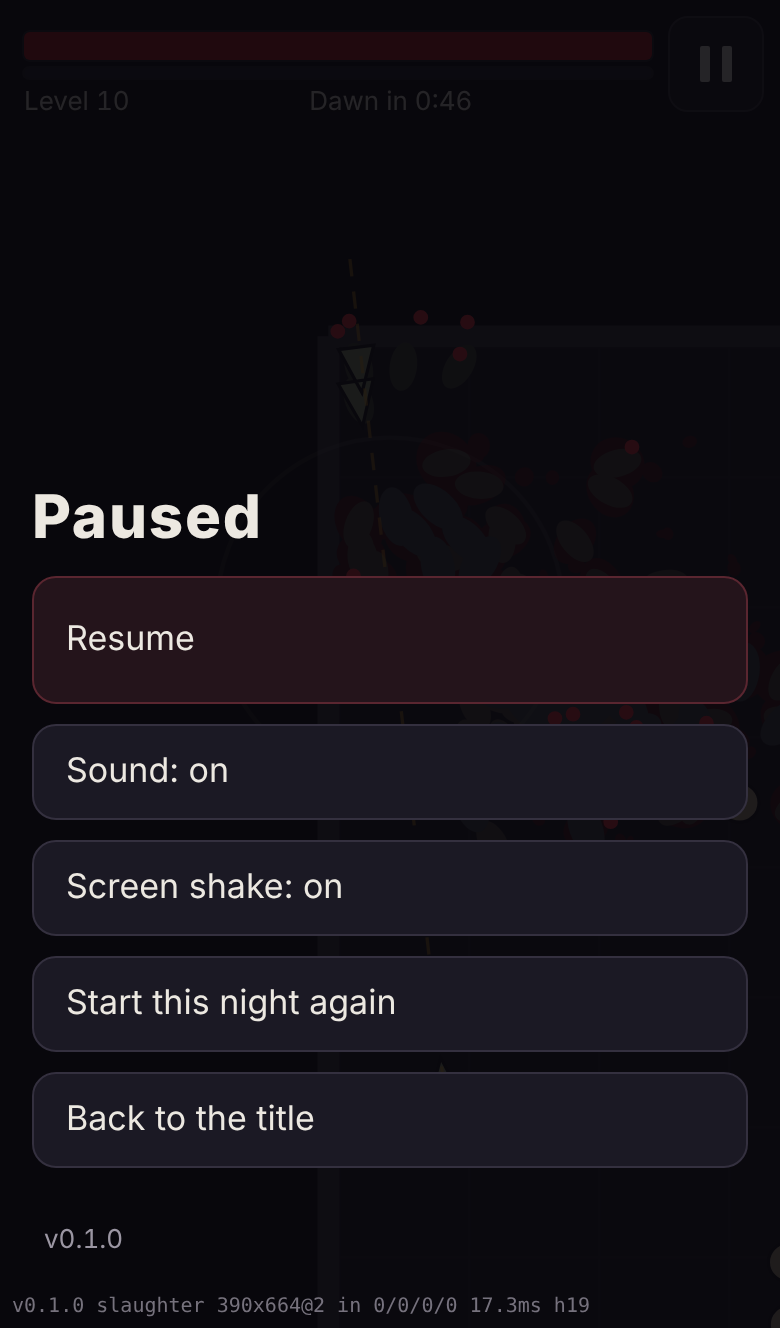 Level 10
Dawn in 0:46
Paused
Resume
Sound: on
Screen shake: on
Start this night again
Back to the title
v0.1.0
v0.1.0 slaughter 390x664@2 in 0/0/0/0 17.3ms h19